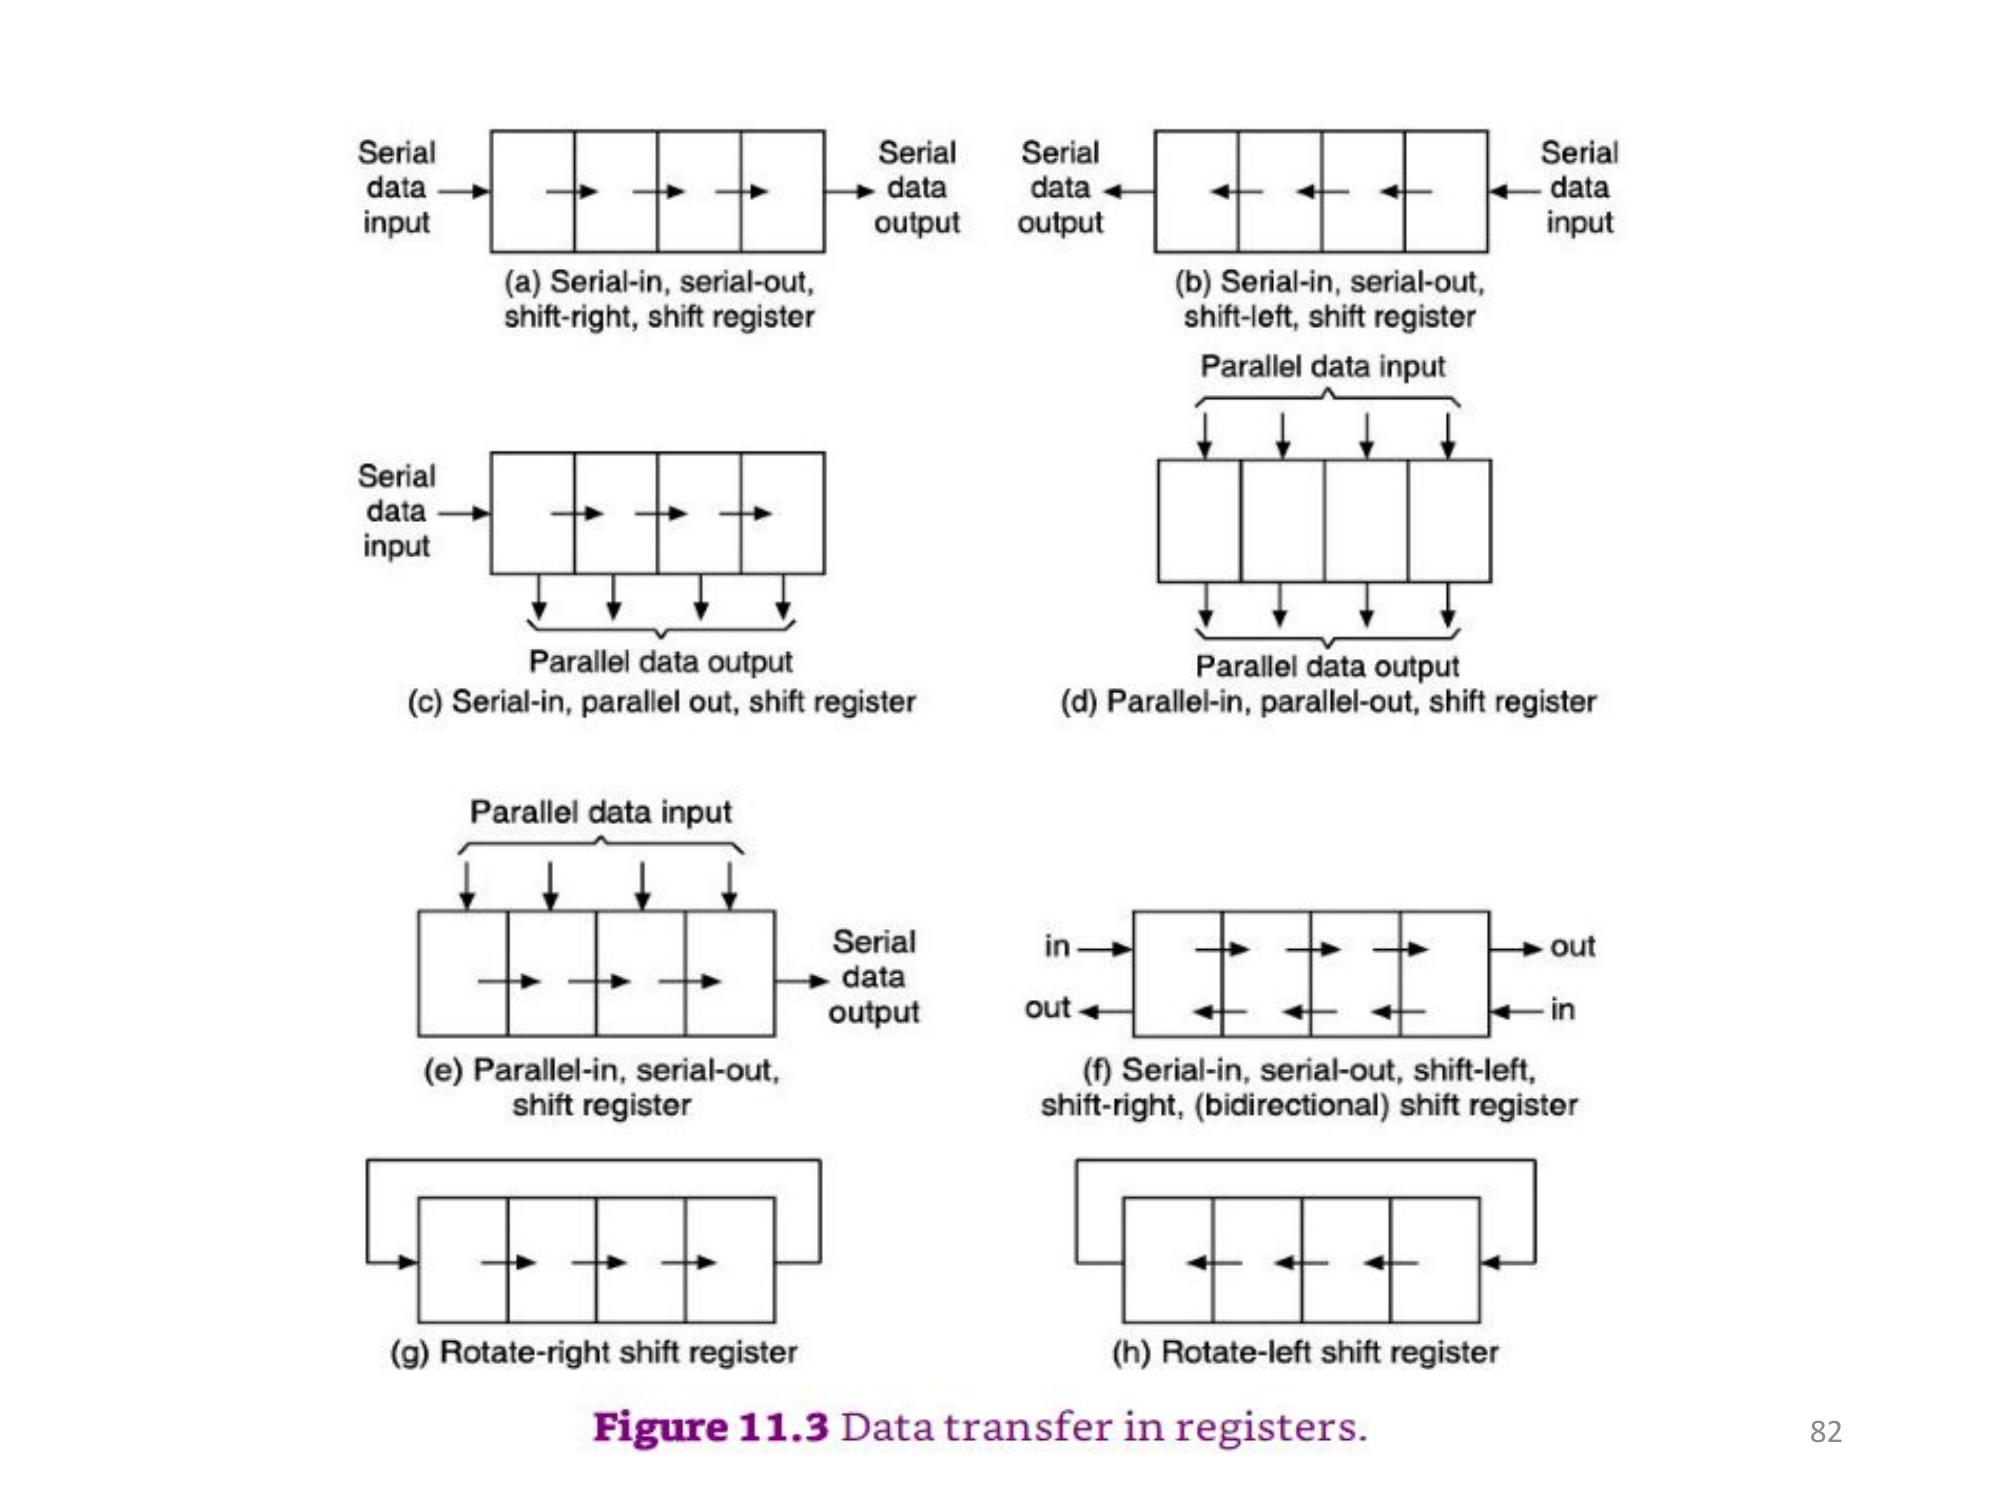 Serial
data
input
Serial
data
output
(a) Serial-in, serial-out,
shift-right, shift register
Serial
data
output
Serial
data
input
(b) Serial-in, serial-out,
shift-left, shift register
Serial
data
input
Parallel data output
(c) Serial-in, parallel out, shift register
Parallel data input
Parallel data output
(d) Parallel-in, parallel-out, shift register
Parallel data input
Serial
data
output
(e) Parallel-in, serial-out,
shift register
in
out
out
in
(f) Serial-in, serial-out, shift-left,
shift-right, (bidirectional) shift register
(g) Rotate-right shift register
(h) Rotate-left shift register
Figure 11.3 Data transfer in registers.
82